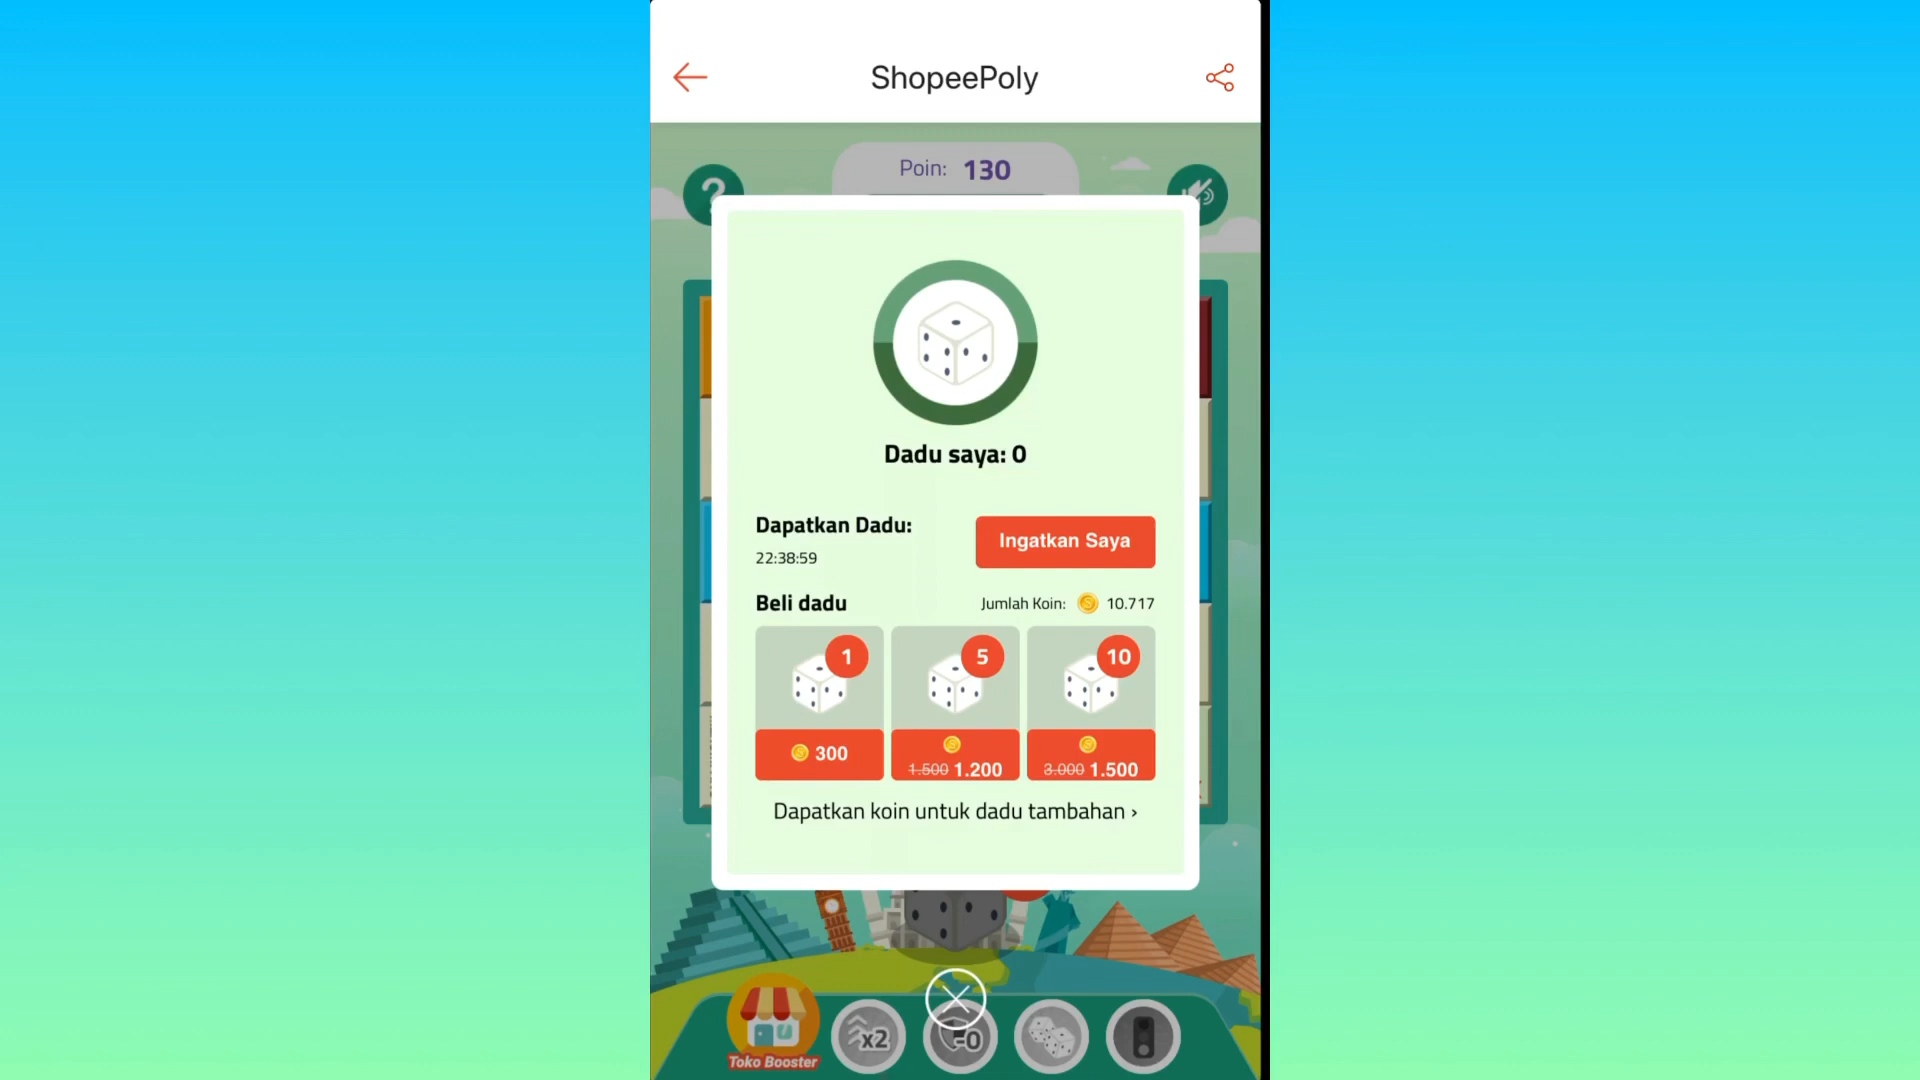 ShopeePoly
Poin: 130
?
Dadu saya: 0
Dapatkan Dadu:
Ingatkan Saya
22:38:59
Beli dadu
Jumlah Koin: 10.717
1
5
10
300
1.500 1.200
3.000 1.500
Dapatkan koin untuk dadu tambahan ›
x2
-0
Toko Booster